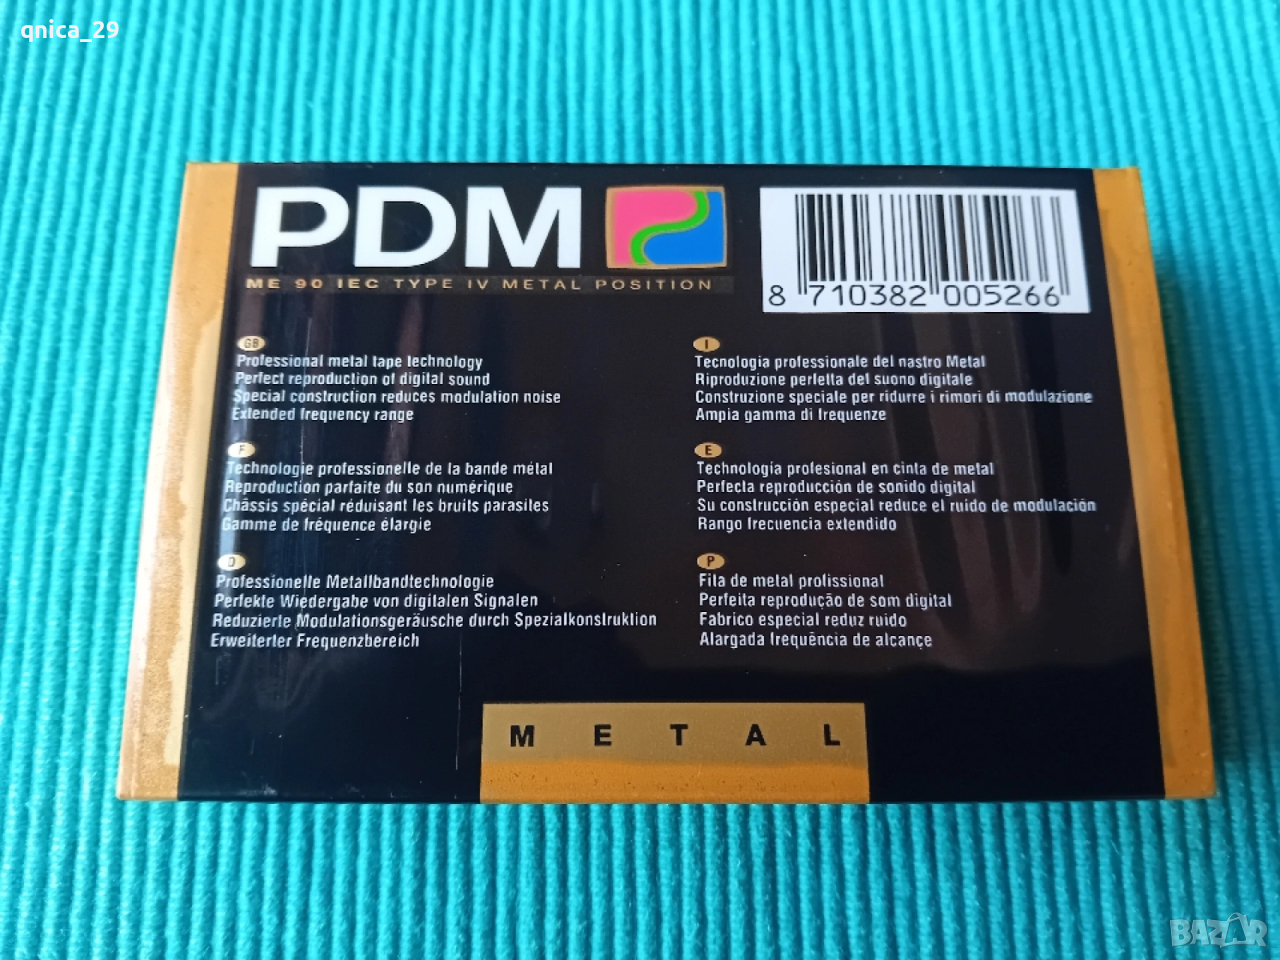 qnica_29
PDM
ME 90 IEC TYPE IV METAL POSITION
8 710382 005266
GB
Professional metal tape technology
Perfect reproduction of digital sound
Special construction reduces modulation noise
Extended frequency range
F
Technologie professionelle de la bande métal
Reproduction parfaite du son numérique
Châssis spécial réduisant les bruits parasites
Gamme de fréquence élargie
D
Professionelle Metallbandtechnologie
Perfekte Wiedergabe von digitalen Signalen
Reduzierte Modulationsgeräusche durch Spezialkonstruktion
Erweiterter Frequenzbereich
I
Tecnologia professionale del nastro Metal
Riproduzione perfetta del suono digitale
Construzione speciale per ridurre i rimori di modulazione
Ampia gamma di frequenze
E
Technología profesional en cinta de metal
Perfecta reproducción de sonido digital
Su construcción especial reduce el ruido de modulación
Rango frecuencia extendido
P
Fita de metal profissional
Perfeita reprodução de som digital
Fabrico especial reduz ruido
Alargada frequência de alcançe
METAL
BAZAR